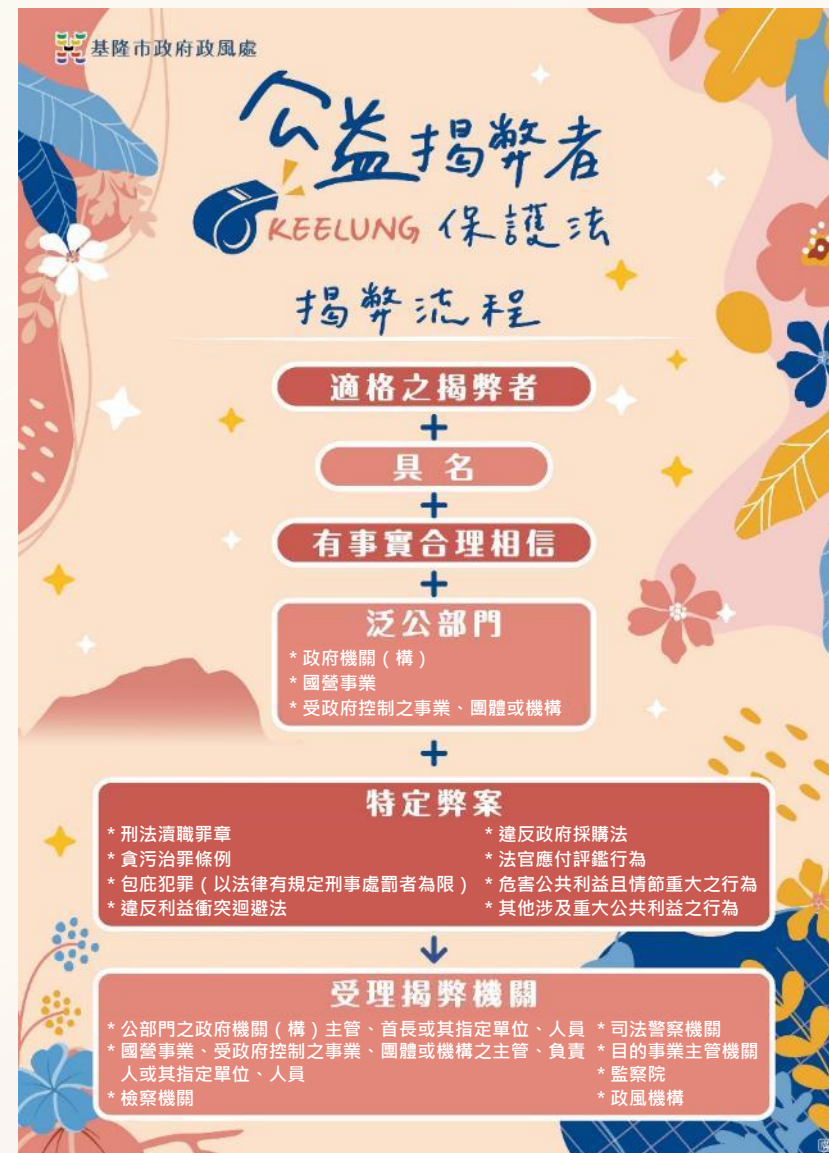 基隆市政府政風處
公益揭弊者
KEELUNG 保護法
揭弊流程
適格之揭弊者
+
具名
+
有事實合理相信
+
泛公部門
* 政府機關（構）
* 國營事業
* 受政府控制之事業、團體或機構
+
特定弊案
* 刑法瀆職罪章
* 貪污治罪條例
* 包庇犯罪（以法律有規定刑事處罰者為限）
* 違反利益衝突迴避法
* 違反政府採購法
* 法官應付評鑑行為
* 危害公共利益且情節重大之行為
* 其他涉及重大公共利益之行為
受理揭弊機關
* 公部門之政府機關（構）主管、首長或其指定單位、人員
* 國營事業、受政府控制之事業、團體或機構之主管、負責
人或其指定單位、人員
* 檢察機關
* 司法警察機關
* 目的事業主管機關
* 監察院
* 政風機構